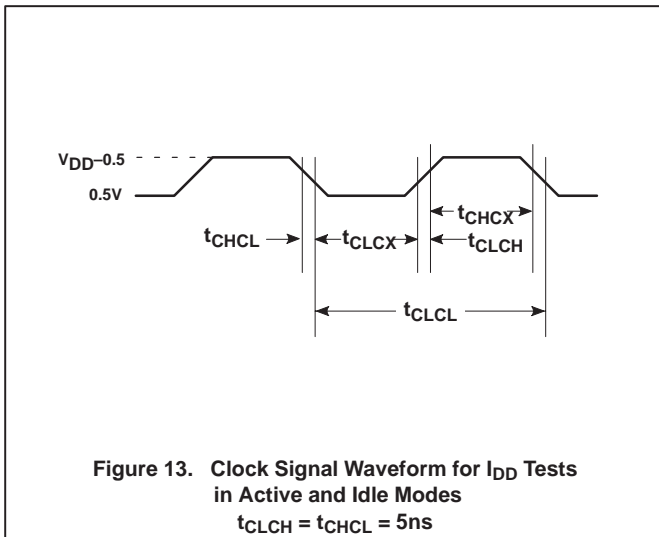 VDD–0.5
0.5V
tCHCX
tCHCL
tCLCX
tCLCH
tCLCL
Figure 13. Clock Signal Waveform for IDD Tests
in Active and Idle Modes
tCLCH = tCHCL = 5ns